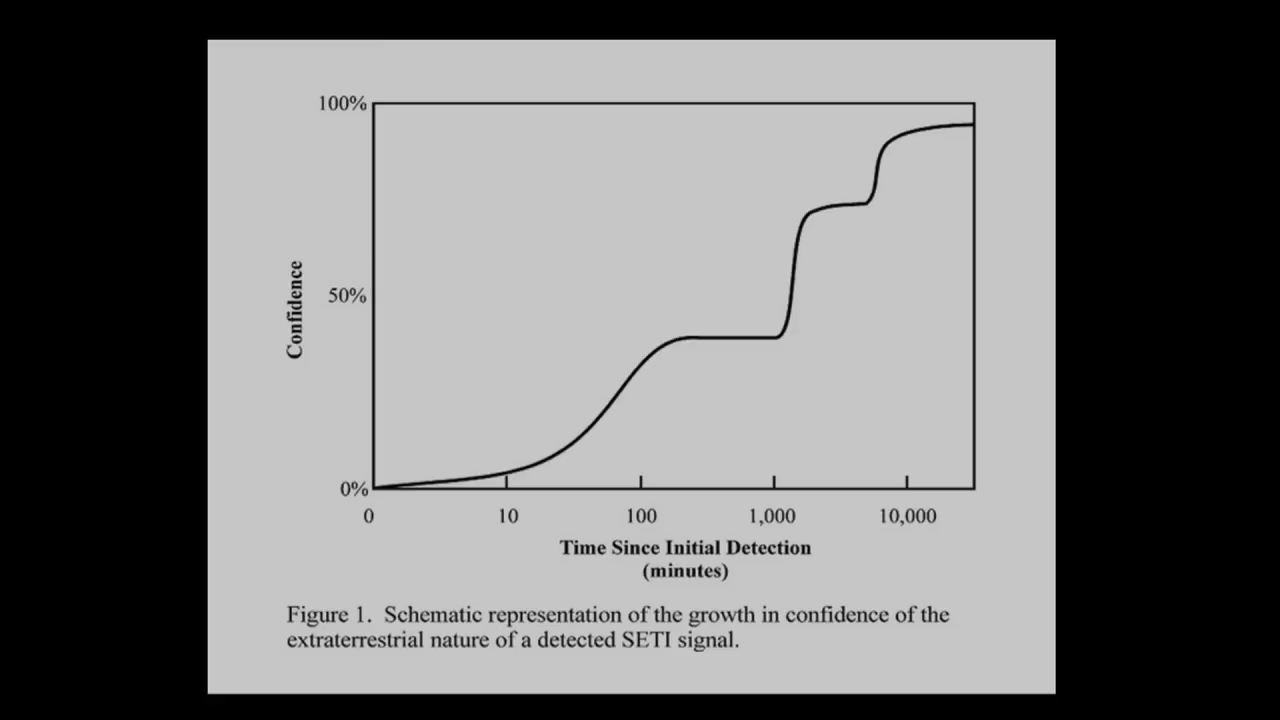 100%
50%
0%
Confidence
0 10 100 1,000 10,000
Time Since Initial Detection
(minutes)
Figure 1. Schematic representation of the growth in confidence of the
extraterrestrial nature of a detected SETI signal.